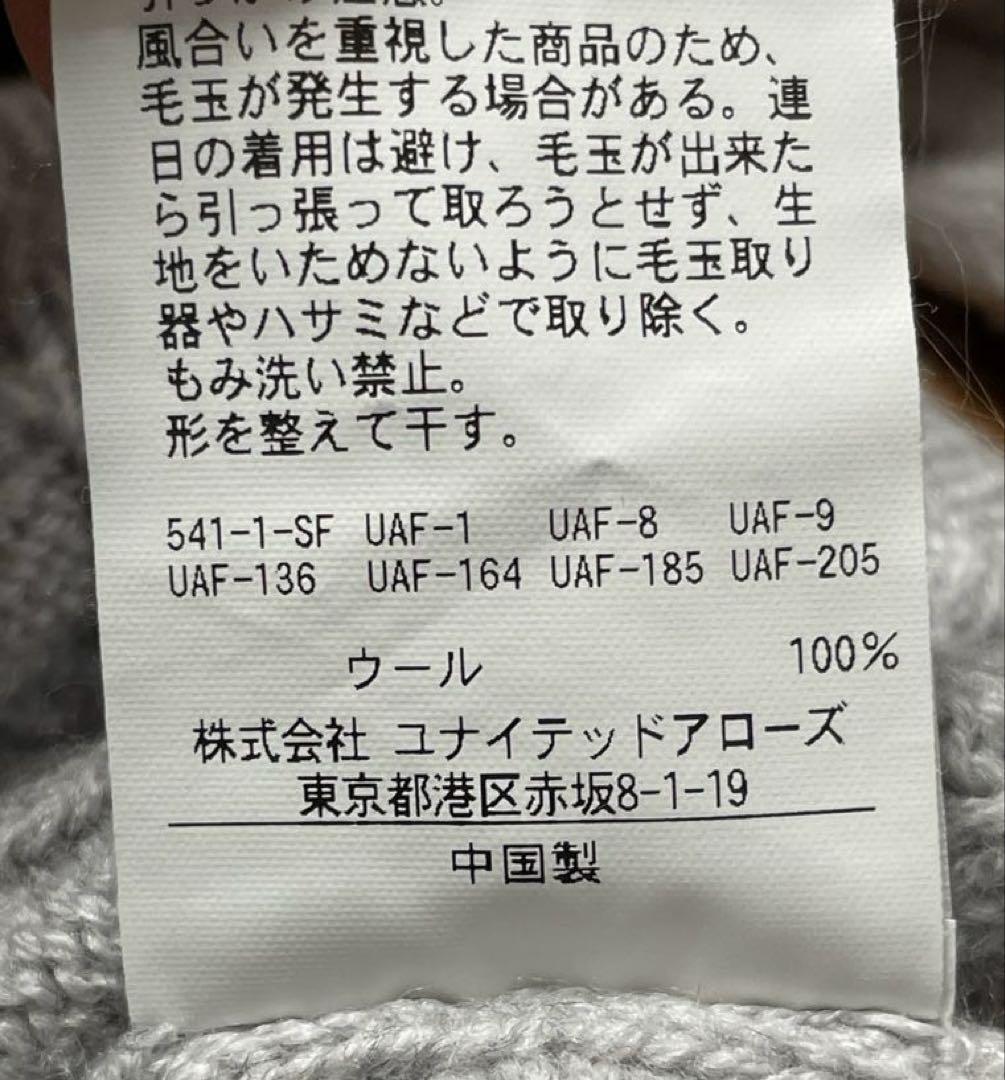 風合いを重視した商品のため、
毛玉が発生する場合がある。連
日の着用は避け、毛玉が出来た
ら引っ張って取ろうとせず、生
地をいためないように毛玉取り
器やハサミなどで取り除く。
もみ洗い禁止。
形を整えて干す。
541-1-SF UAF-1 UAF-8 UAF-9
UAF-136 UAF-164 UAF-185 UAF-205
ウール 100%
株式会社 ユナイテッドアローズ
東京都港区赤坂8-1-19
中国製